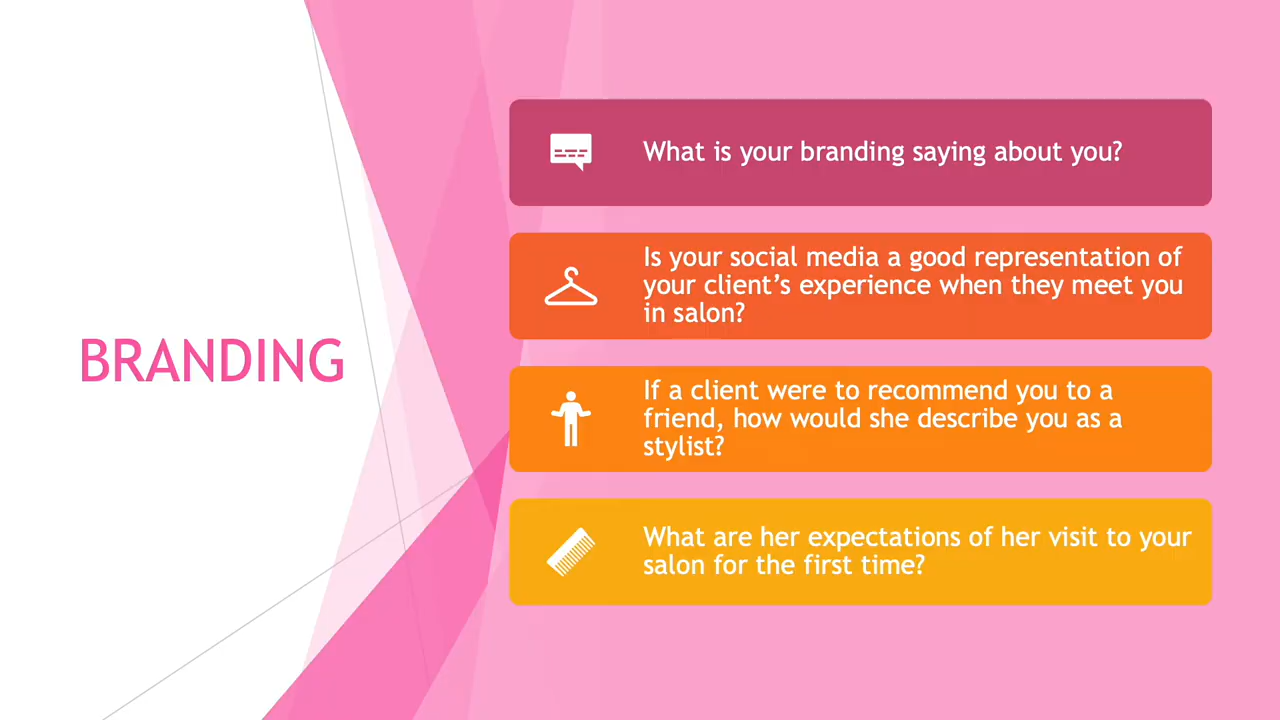 BRANDING
What is your branding saying about you?
Is your social media a good representation of
your client’s experience when they meet you
in salon?
If a client were to recommend you to a
friend, how would she describe you as a
stylist?
What are her expectations of her visit to your
salon for the first time?